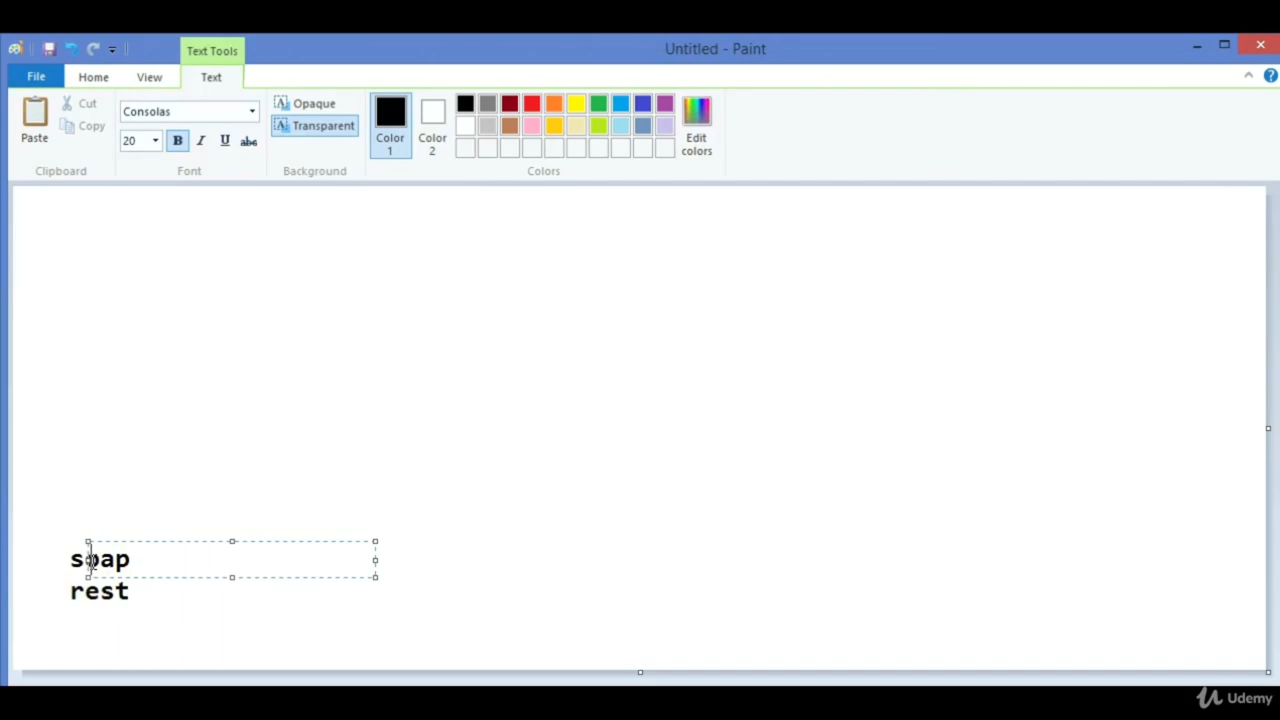 Text Tools
Untitled - Paint
File Home View Text
Paste
Cut
Copy
Clipboard
Consolas
20 B I U abc
Font
Opaque
Transparent
Background
Color 1
Color 2
Edit colors
Colors
soap
rest
Udemy